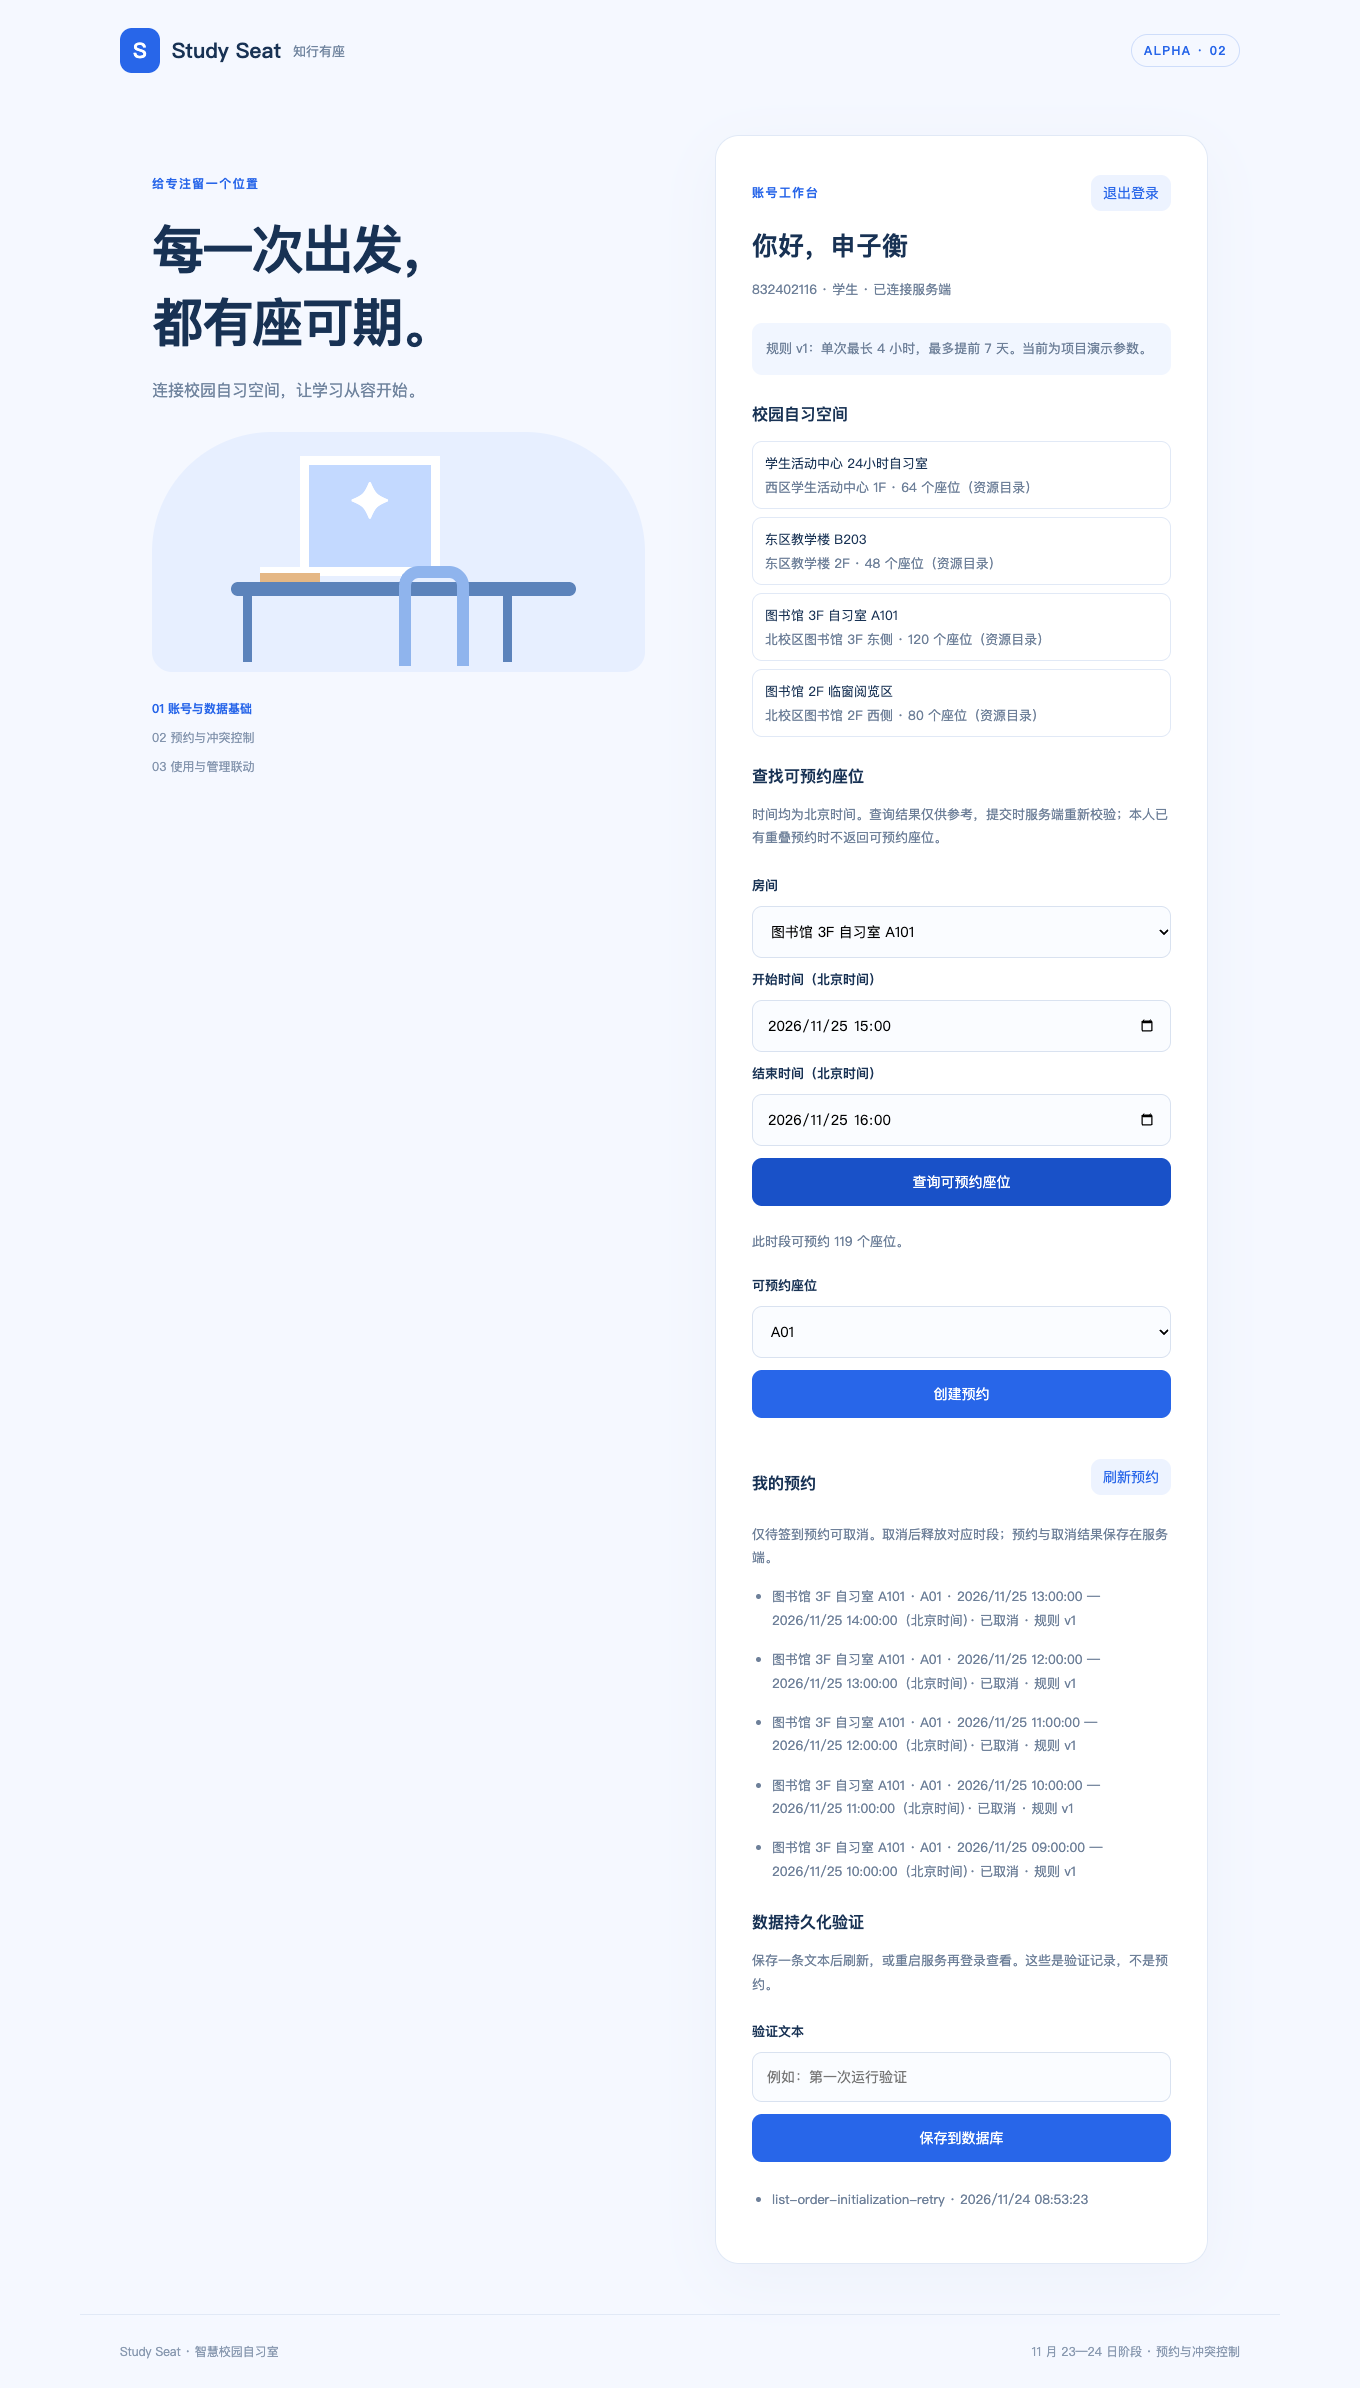 S Study Seat 知行有座
ALPHA · 02
给专注留一个位置
每一次出发，
都有座可期。
连接校园自习空间，让学习从容开始。
01 账号与数据基础
02 预约与冲突控制
03 使用与管理联动
账号工作台
退出登录
你好，申子衡
832402116 · 学生 · 已连接服务端
规则 v1：单次最长 4 小时，最多提前 7 天。当前为项目演示参数。
校园自习空间
学生活动中心 24小时自习室
西区学生活动中心 1F · 64 个座位（资源目录）
东区教学楼 B203
东区教学楼 2F · 48 个座位（资源目录）
图书馆 3F 自习室 A101
北校区图书馆 3F 东侧 · 120 个座位（资源目录）
图书馆 2F 临窗阅览区
北校区图书馆 2F 西侧 · 80 个座位（资源目录）
查找可预约座位
时间均为北京时间。查询结果仅供参考，提交时服务端重新校验；本人已
有重叠预约时不返回可预约座位。
房间
图书馆 3F 自习室 A101
开始时间（北京时间）
2026/11/25 15:00
结束时间（北京时间）
2026/11/25 16:00
查询可预约座位
此时段可预约 119 个座位。
可预约座位
A01
创建预约
我的预约
刷新预约
仅待签到预约可取消。取消后释放对应时段；预约与取消结果保存在服务
端。
• 图书馆 3F 自习室 A101 · A01 · 2026/11/25 13:00:00 —
2026/11/25 14:00:00（北京时间）· 已取消 · 规则 v1
• 图书馆 3F 自习室 A101 · A01 · 2026/11/25 12:00:00 —
2026/11/25 13:00:00（北京时间）· 已取消 · 规则 v1
• 图书馆 3F 自习室 A101 · A01 · 2026/11/25 11:00:00 —
2026/11/25 12:00:00（北京时间）· 已取消 · 规则 v1
• 图书馆 3F 自习室 A101 · A01 · 2026/11/25 10:00:00 —
2026/11/25 11:00:00（北京时间）· 已取消 · 规则 v1
• 图书馆 3F 自习室 A101 · A01 · 2026/11/25 09:00:00 —
2026/11/25 10:00:00（北京时间）· 已取消 · 规则 v1
数据持久化验证
保存一条文本后刷新，或重启服务再登录查看。这些是验证记录，不是预
约。
验证文本
例如：第一次运行验证
保存到数据库
• list-order-initialization-retry · 2026/11/24 08:53:23
Study Seat · 智慧校园自习室
11 月 23—24 日阶段 · 预约与冲突控制